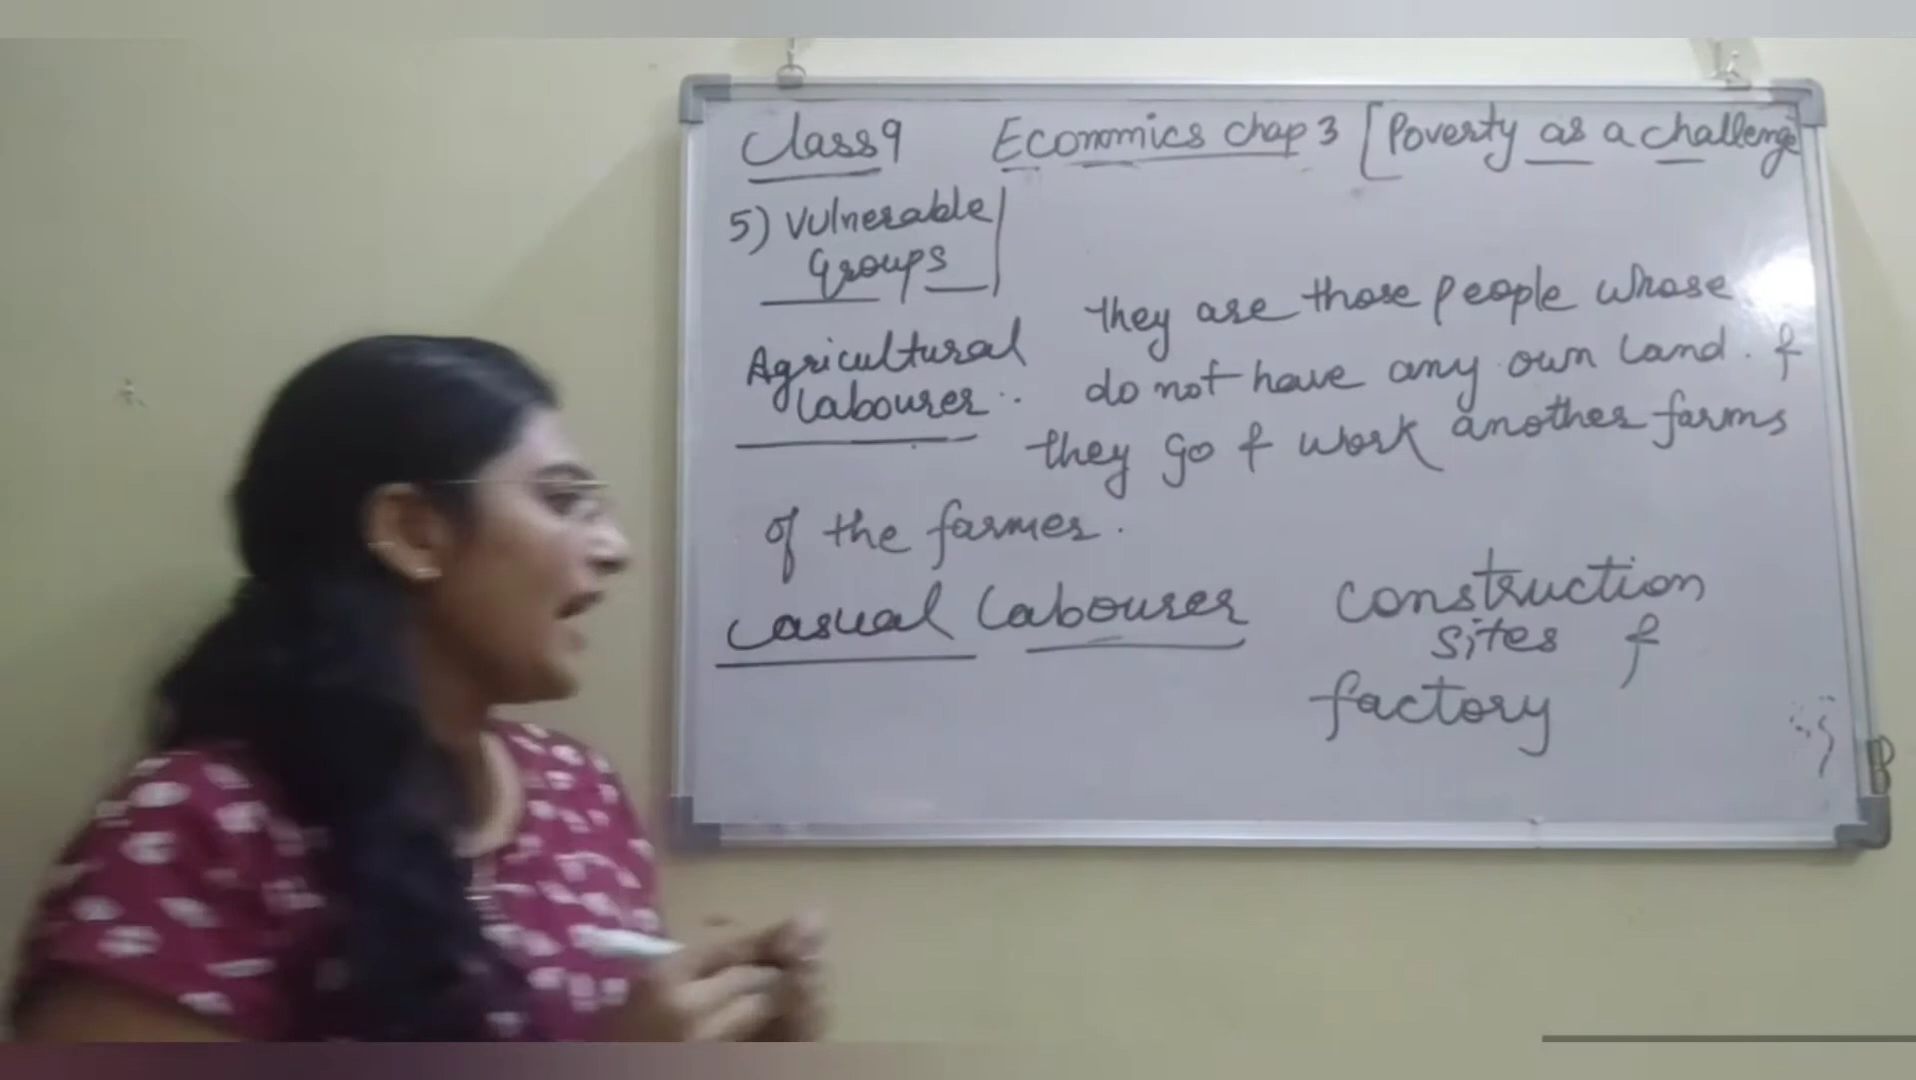 Class 9 Economics Chap 3 [Poverty as a challenge
5) Vulnerable
Groups
Agricultural
labourer
they are those people whose
do not have any own land. &
they go & work another farms
of the farmer.
Casual Labourer
construction
sites &
factory